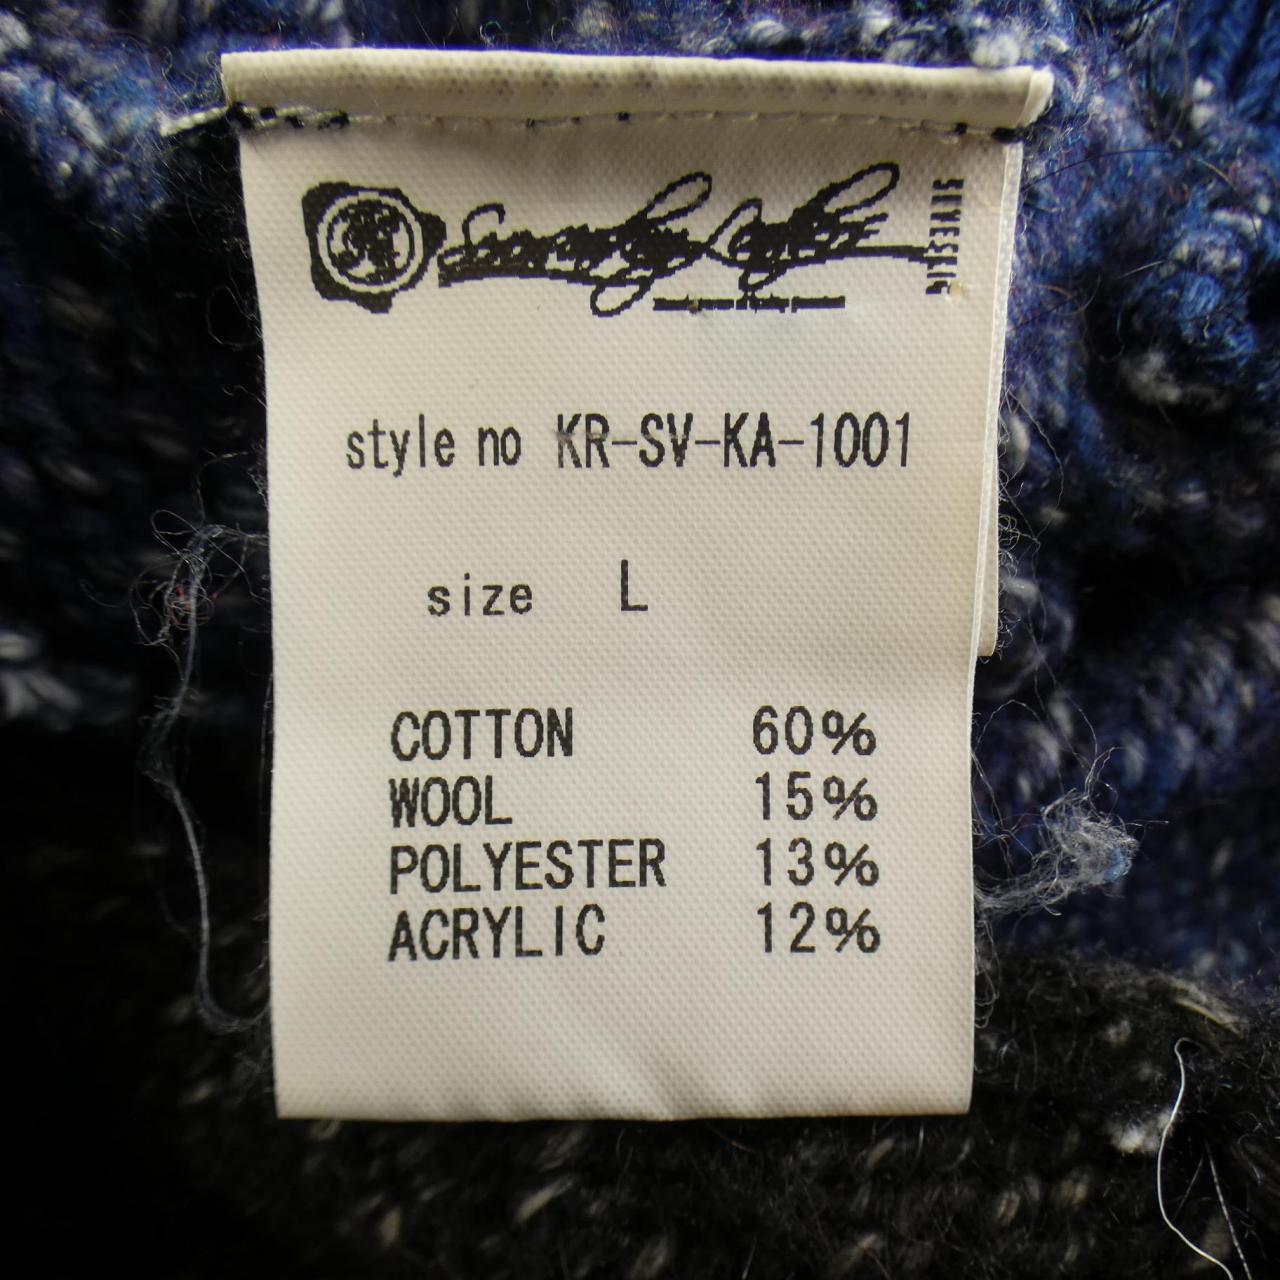 style no KR-SV-KA-1001
size L
COTTON 60%
WOOL 15%
POLYESTER 13%
ACRYLIC 12%